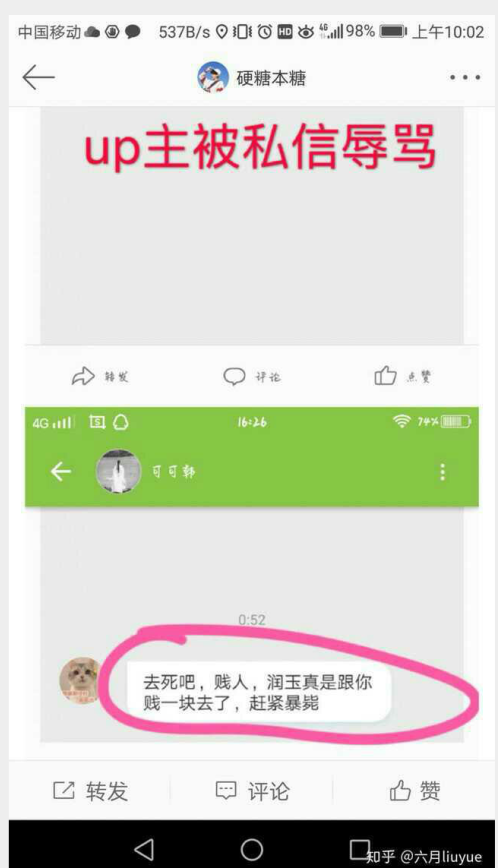 中国移动 537B/s HD 46 98% 上午10:02
硬糖本糖
up主被私信辱骂
转发 评论 点赞
4G 16:26 74%
可可韩
0:52
去死吧，贱人，润玉真是跟你
贱一块去了，赶紧暴毙
转发 评论 赞
知乎 @六月liuyue